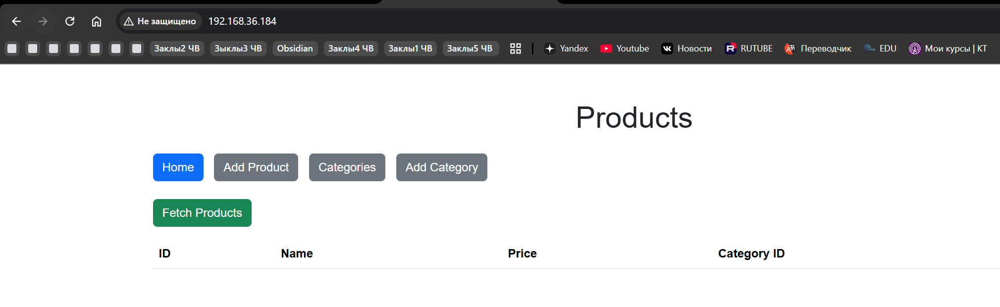 Не защищено 192.168.36.184
Заклы2 ЧВ Зыклы3 ЧВ Obsidian Заклы4 ЧВ Заклы1 ЧВ Заклы5 ЧВ Yandex Youtube Новости RUTUBE Переводчик EDU Мои курсы | КТ
Products
Home Add Product Categories Add Category
Fetch Products
ID Name Price Category ID